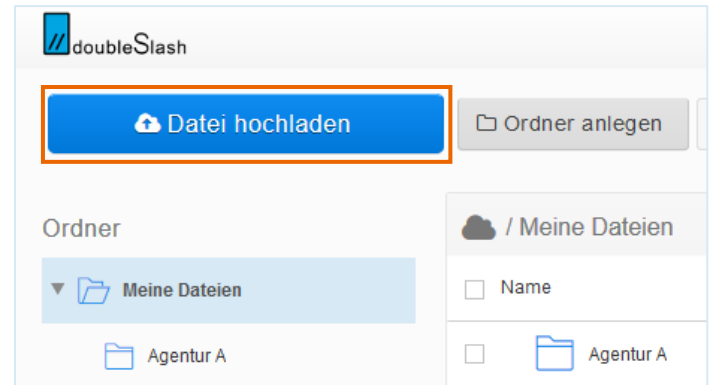 // doubleSlash
Datei hochladen
Ordner anlegen
Ordner
/ Meine Dateien
Meine Dateien
Name
Agentur A
Agentur A